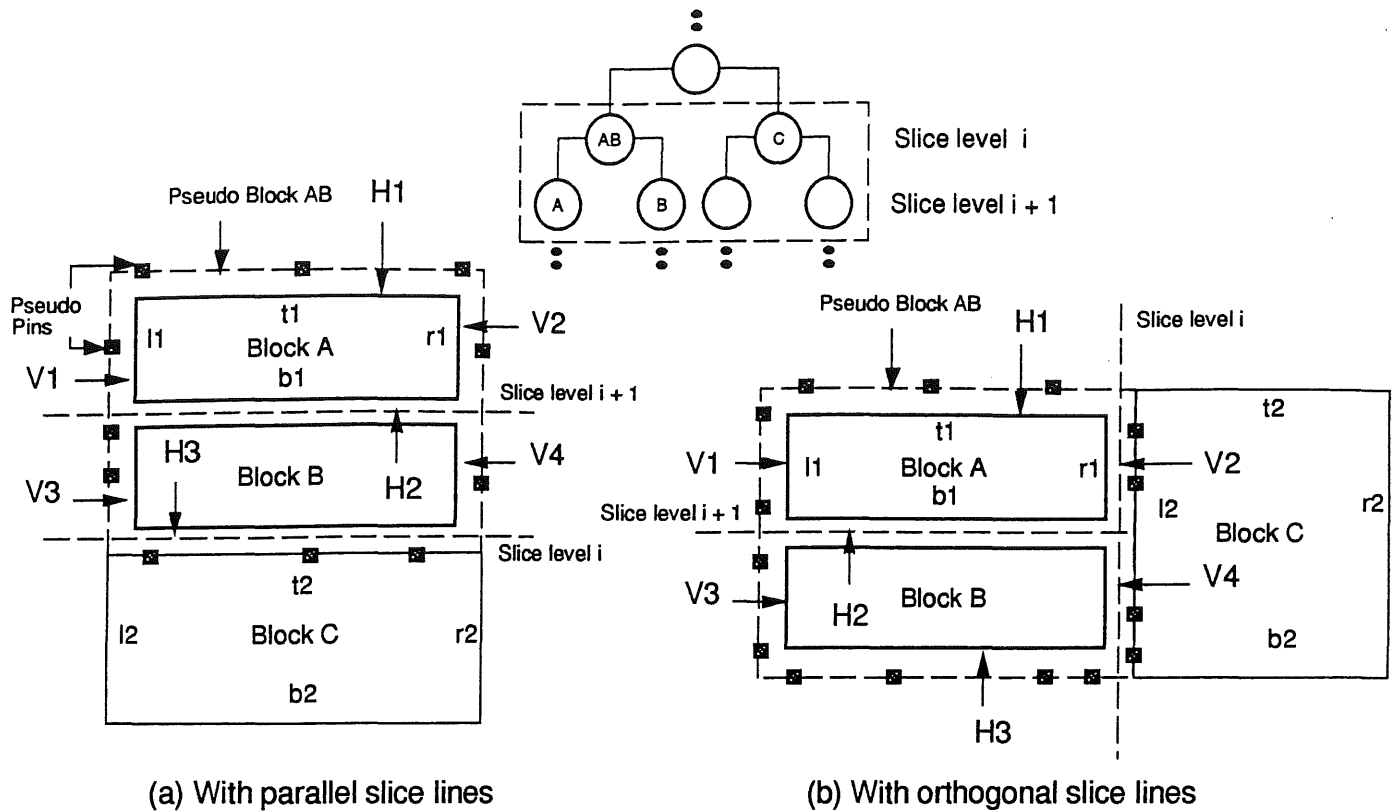 AB
C
Slice level i
A
B
Slice level i + 1
Pseudo Block AB
H1
Pseudo
Pins
t1
l1
Block A
r1
b1
V1
V2
Slice level i + 1
H3
Block B
V4
V3
H2
Slice level i
t2
l2
Block C
r2
b2
(a) With parallel slice lines
Pseudo Block AB
H1
Slice level i
t2
t1
V1
l1
Block A
r1
V2
b1
l2
r2
Slice level i + 1
Block C
V3
H2
Block B
V4
b2
H3
(b) With orthogonal slice lines